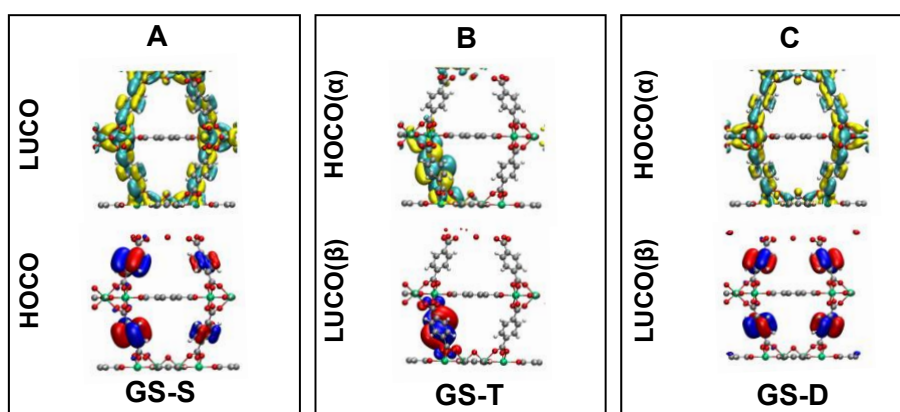 A
LUCO
HOCO
GS-S
B
HOCO(α)
LUCO(β)
GS-T
C
HOCO(α)
LUCO(β)
GS-D